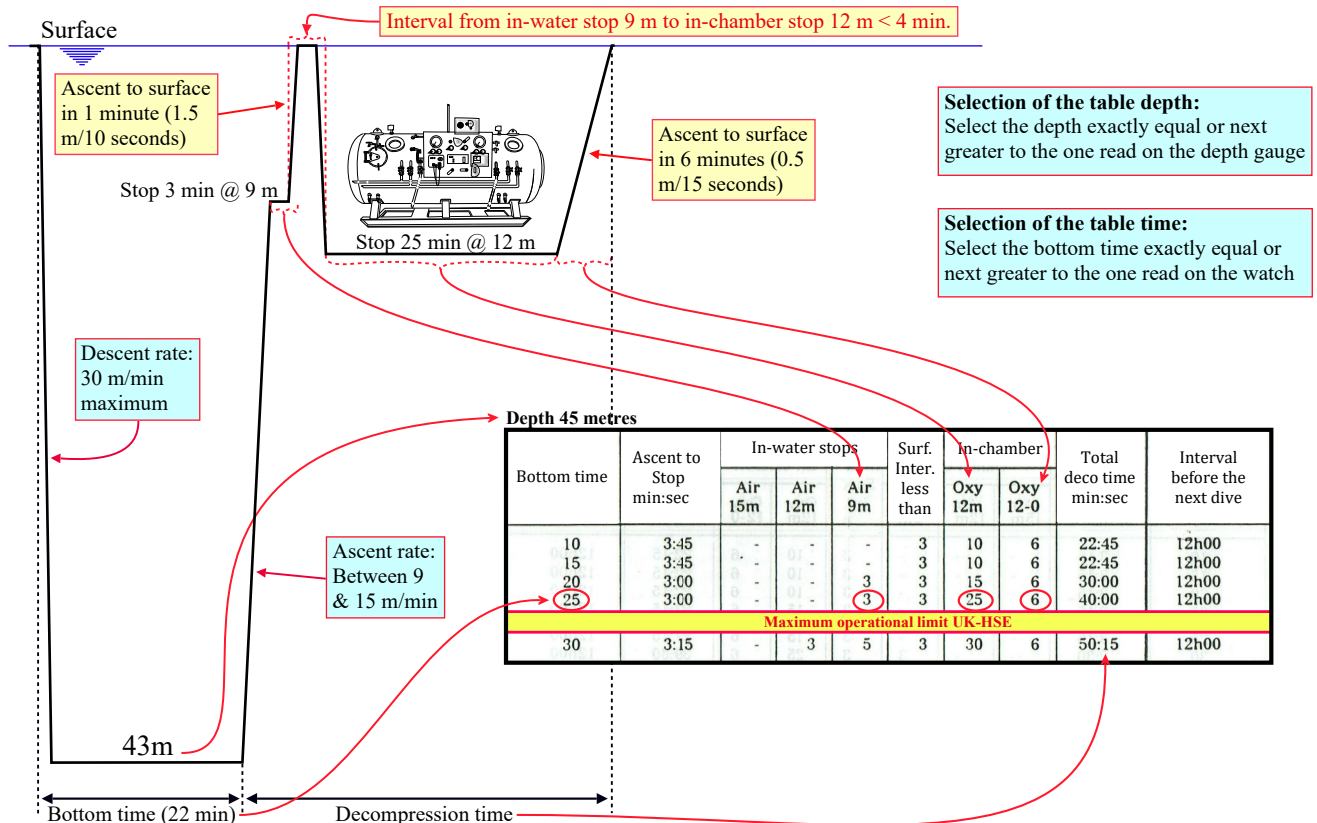 Surface
Interval from in-water stop 9 m to in-chamber stop 12 m < 4 min.
Ascent to surface
in 1 minute (1.5
m/10 seconds)
Stop 3 min @ 9 m
Stop 25 min @ 12 m
Ascent to surface
in 6 minutes (0.5
m/15 seconds)
Selection of the table depth:
Select the depth exactly equal or next
greater to the one read on the depth gauge
Selection of the table time:
Select the bottom time exactly equal or
next greater to the one read on the watch
Descent rate:
30 m/min
maximum
Ascent rate:
Between 9
& 15 m/min
43m
Bottom time (22 min)
Decompression time
Depth 45 metres
Bottom time
Ascent to
Stop
min:sec
In-water stops
Air
15m
Air
12m
Air
9m
Surf.
Inter.
less
than
In-chamber
Oxy
12m
Oxy
12-0
Total
deco time
min:sec
Interval
before the
next dive
10 3:45 - - - 3 10 6 22:45 12h00
15 3:45 - - - 3 10 6 22:45 12h00
20 3:00 - - 3 3 15 6 30:00 12h00
25 3:00 - - 3 3 25 6 40:00 12h00
Maximum operational limit UK-HSE
30 3:15 - 3 5 3 30 6 50:15 12h00